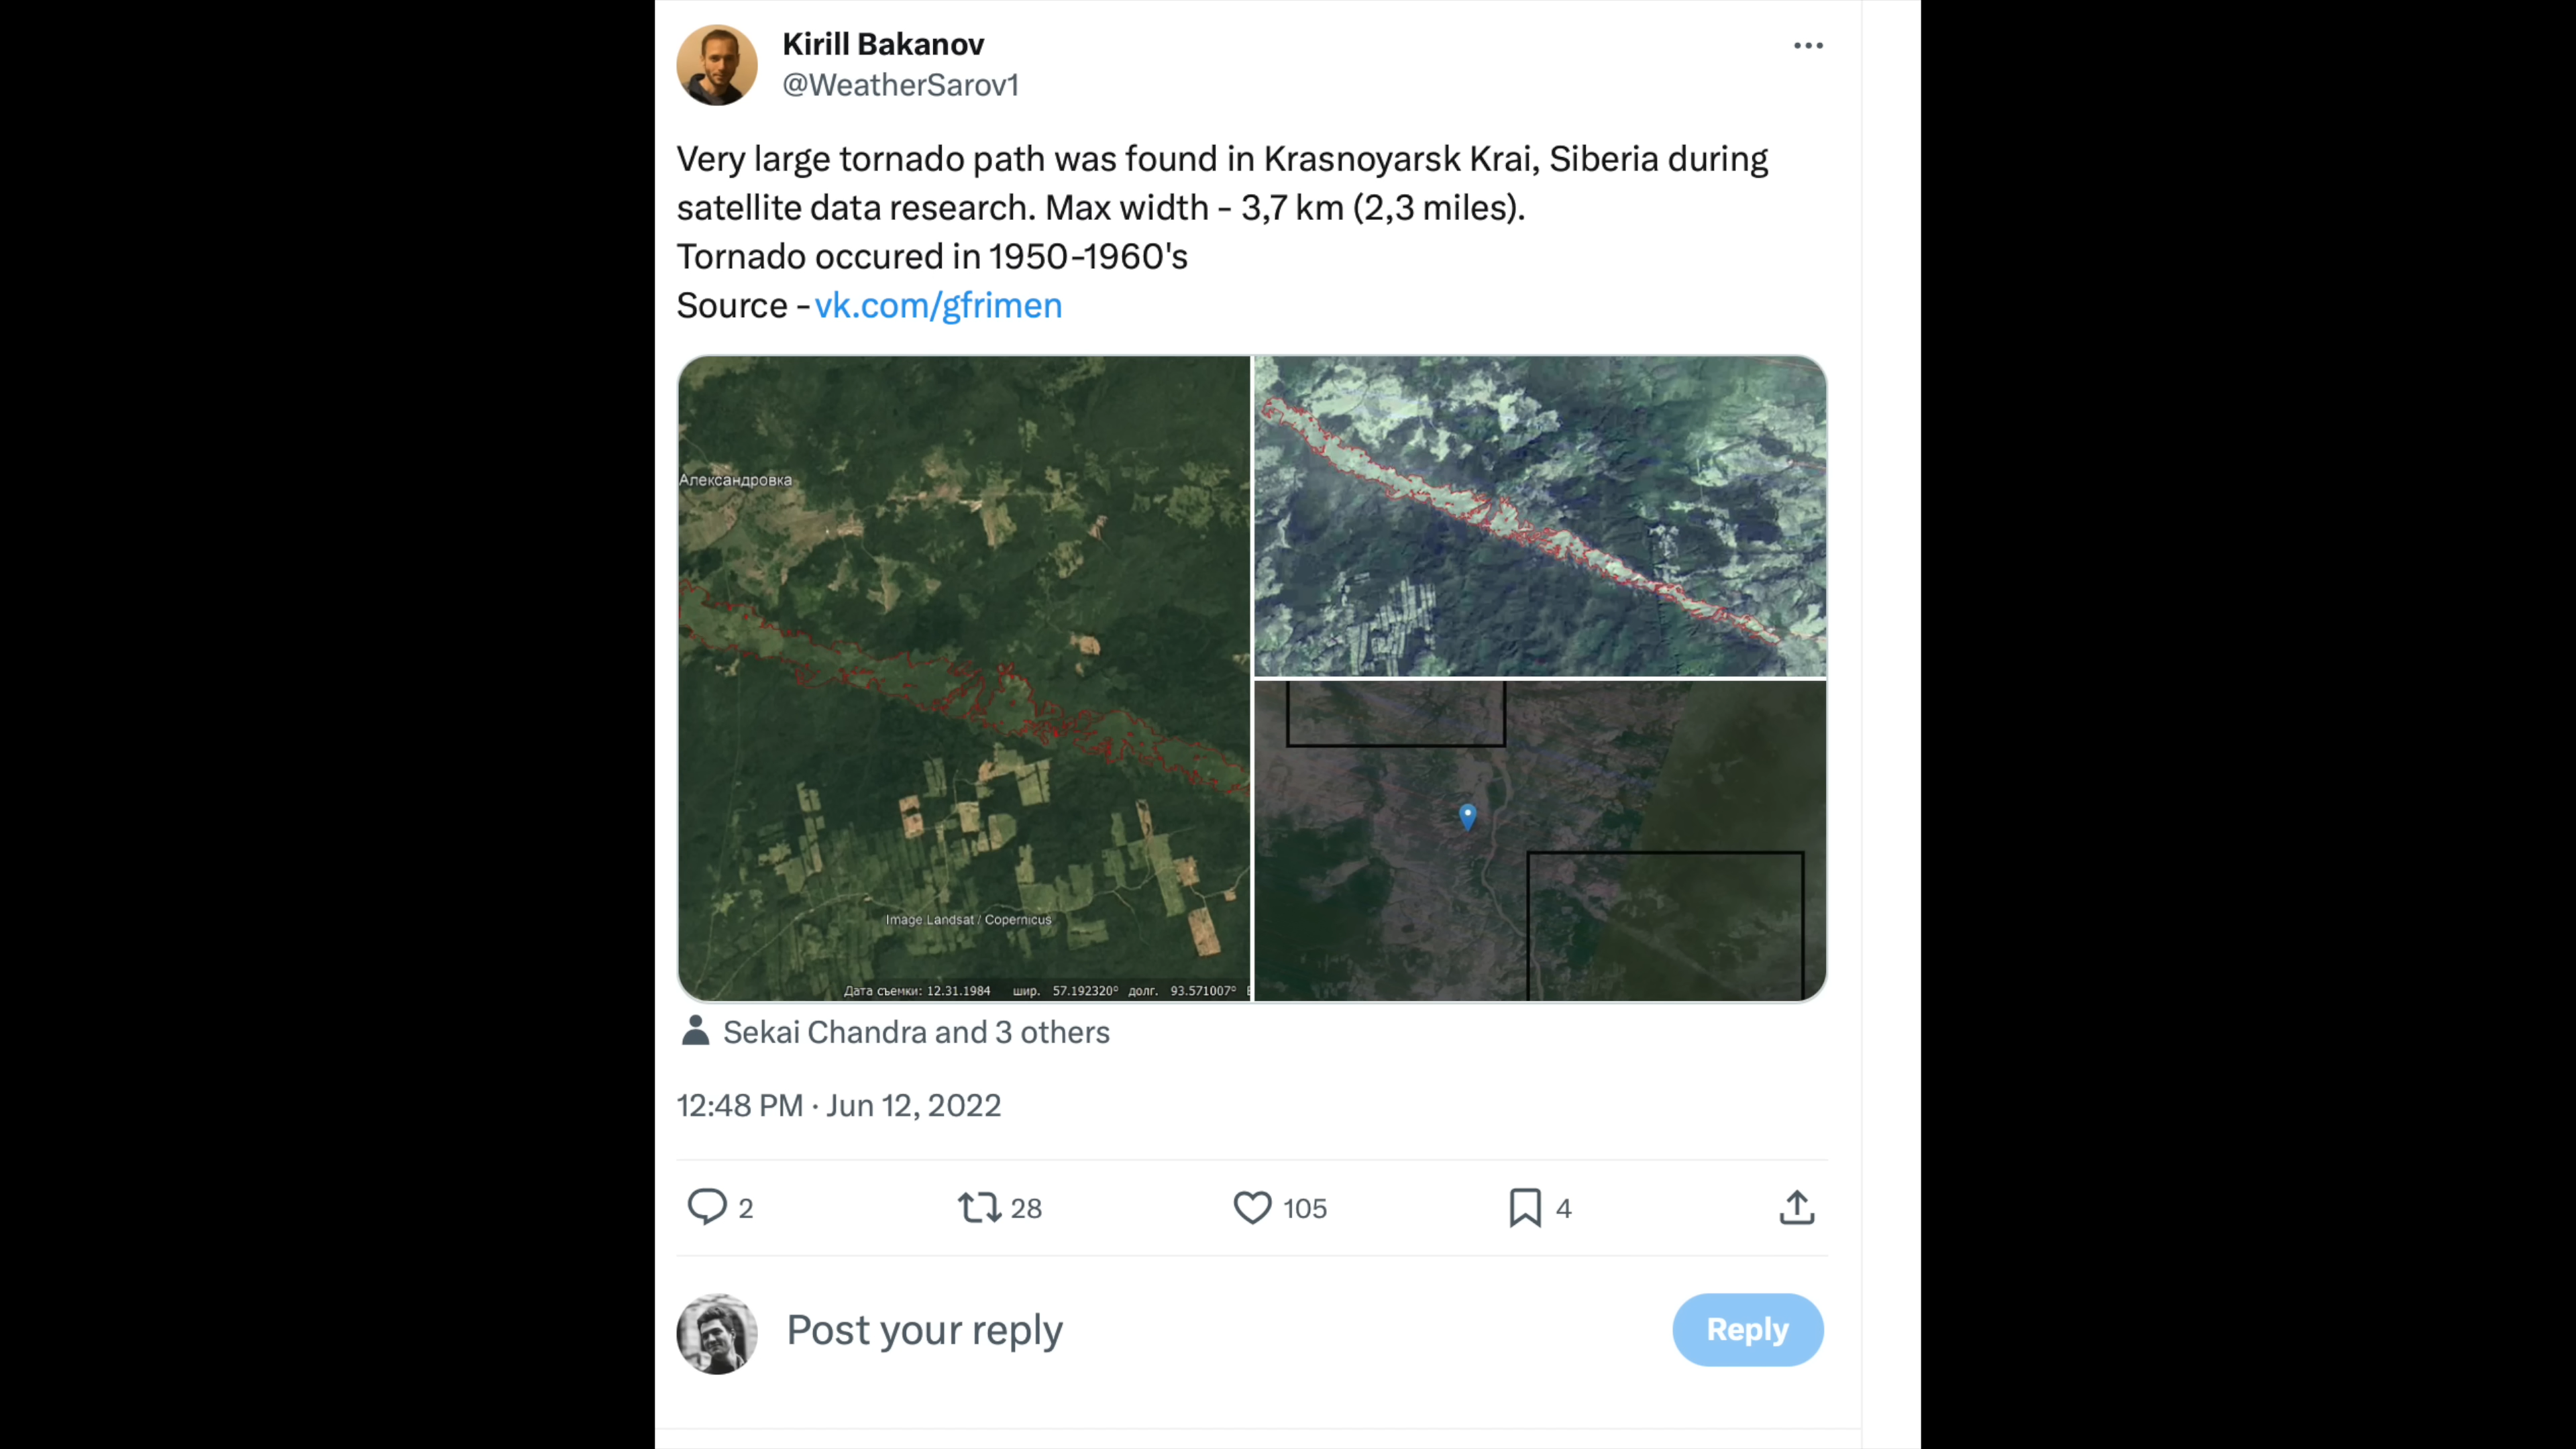 Kirill Bakanov
@WeatherSarov1
Very large tornado path was found in Krasnoyarsk Krai, Siberia during
satellite data research. Max width - 3,7 km (2,3 miles).
Tornado occured in 1950-1960's
Source - vk.com/gfrimen
Александровка
Image Landsat / Copernicus
Дата съемки: 12.31.1984 шир. 57.192320° долг. 93.571007°
Sekai Chandra and 3 others
12:48 PM · Jun 12, 2022
2 28 105 4
Post your reply
Reply